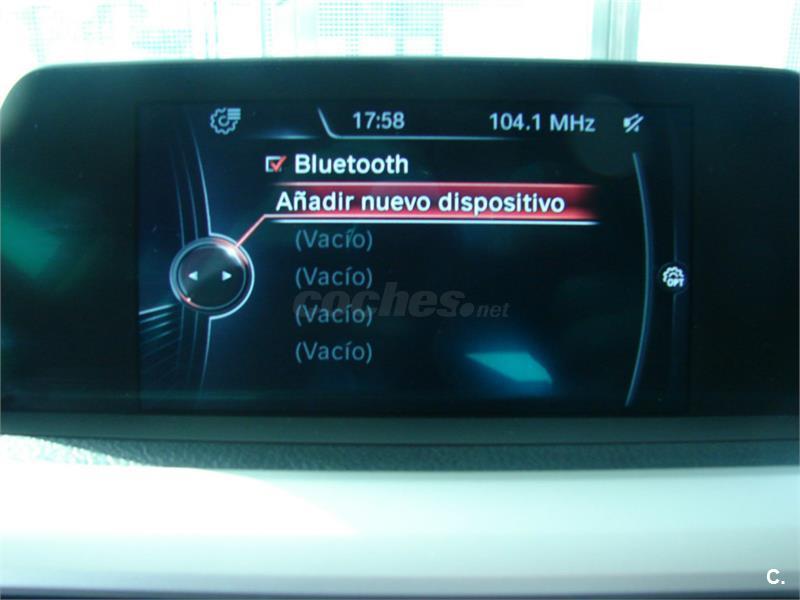 17:58 104.1 MHz
Bluetooth
Añadir nuevo dispositivo
(Vacío)
(Vacío)
(Vacío)
(Vacío)
OPT
coches.net
C.